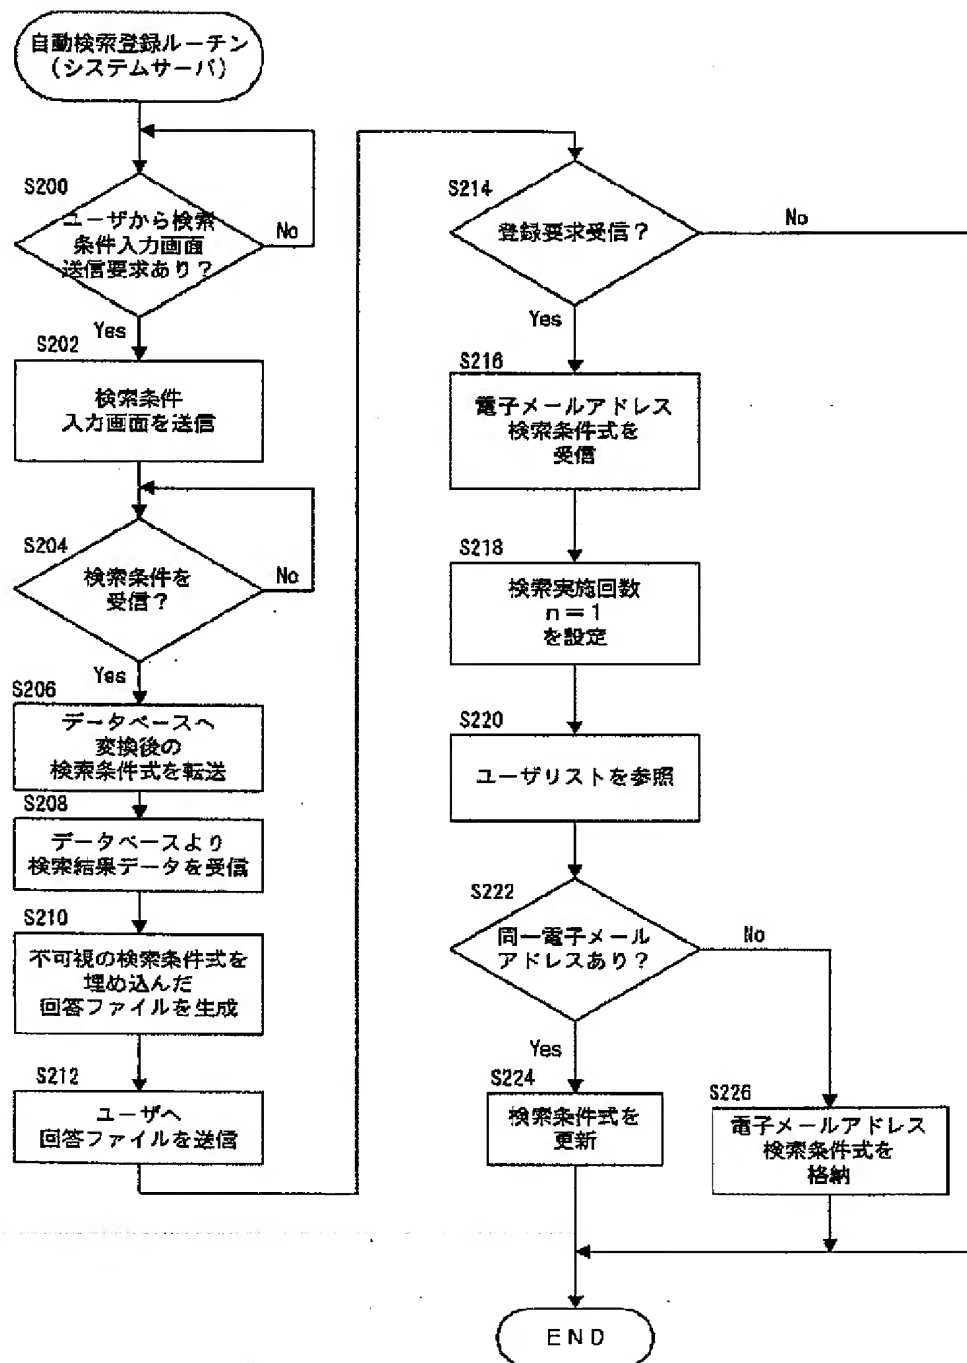 自動検索登録ルーチン
(システムサーバ)
S200
ユーザから検索
条件入力画面
送信要求あり?
No
Yes
S202
検索条件
入力画面を送信
S204
検索条件を
受信?
No
Yes
S206
データベースへ
変換後の
検索条件式を転送
S208
データベースより
検索結果データを受信
S210
不可視の検索条件式を
埋め込んだ
回答ファイルを生成
S212
ユーザへ
回答ファイルを送信
S214
登録要求受信?
No
Yes
S216
電子メールアドレス
検索条件式を
受信
S218
検索実施回数
n=1
を設定
S220
ユーザリストを参照
S222
同一電子メール
アドレスあり?
No
Yes
S224
検索条件式を
更新
S226
電子メールアドレス
検索条件式を
格納
END